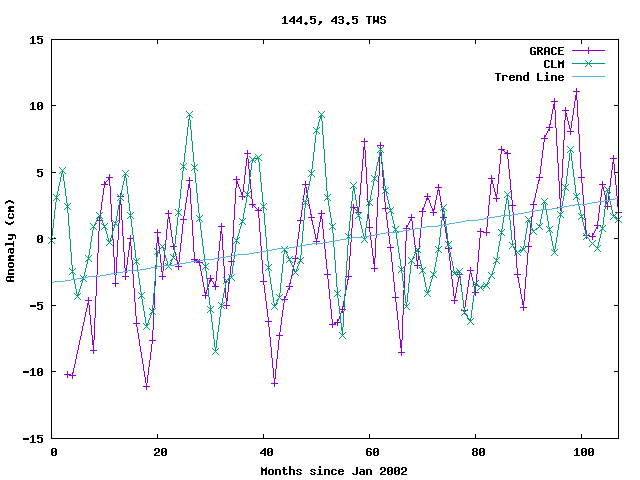 144.5, 43.5 TWS
GRACE
CLM
Trend Line
15
10
5
0
-5
-10
-15
Anomaly (cm)
0 20 40 60 80 100
Months since Jan 2002